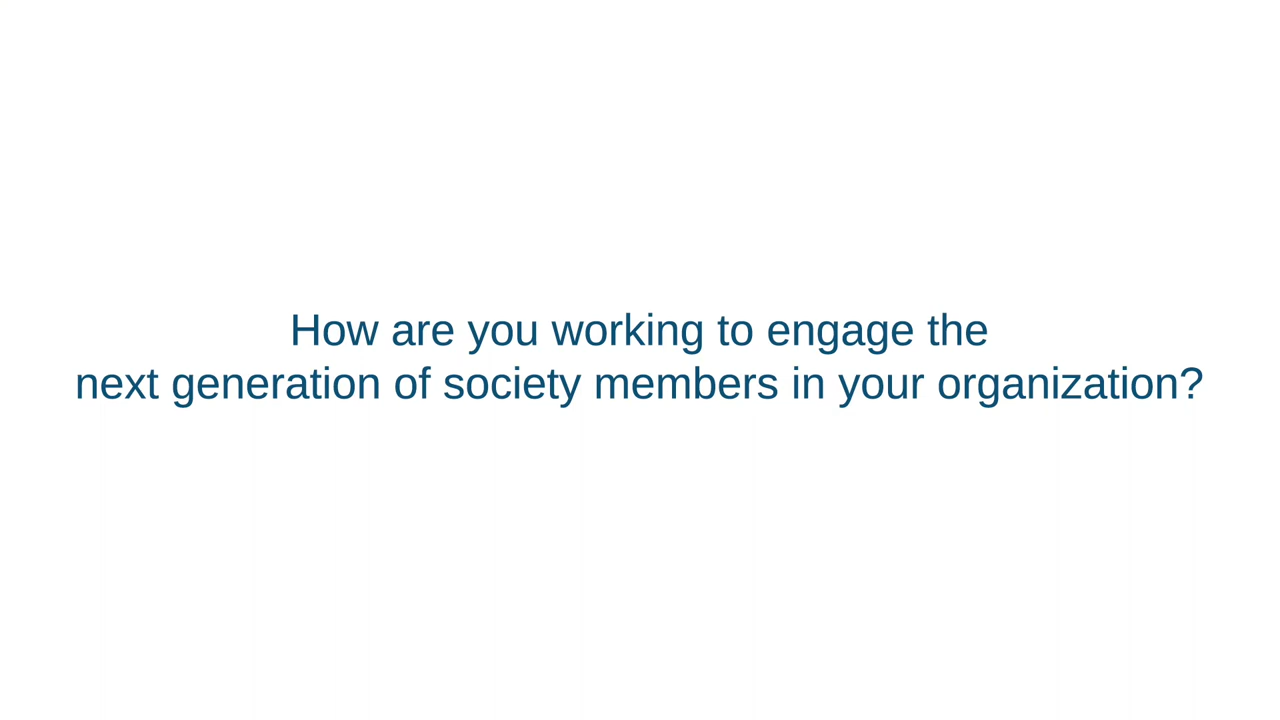 How are you working to engage the
next generation of society members in your organization?